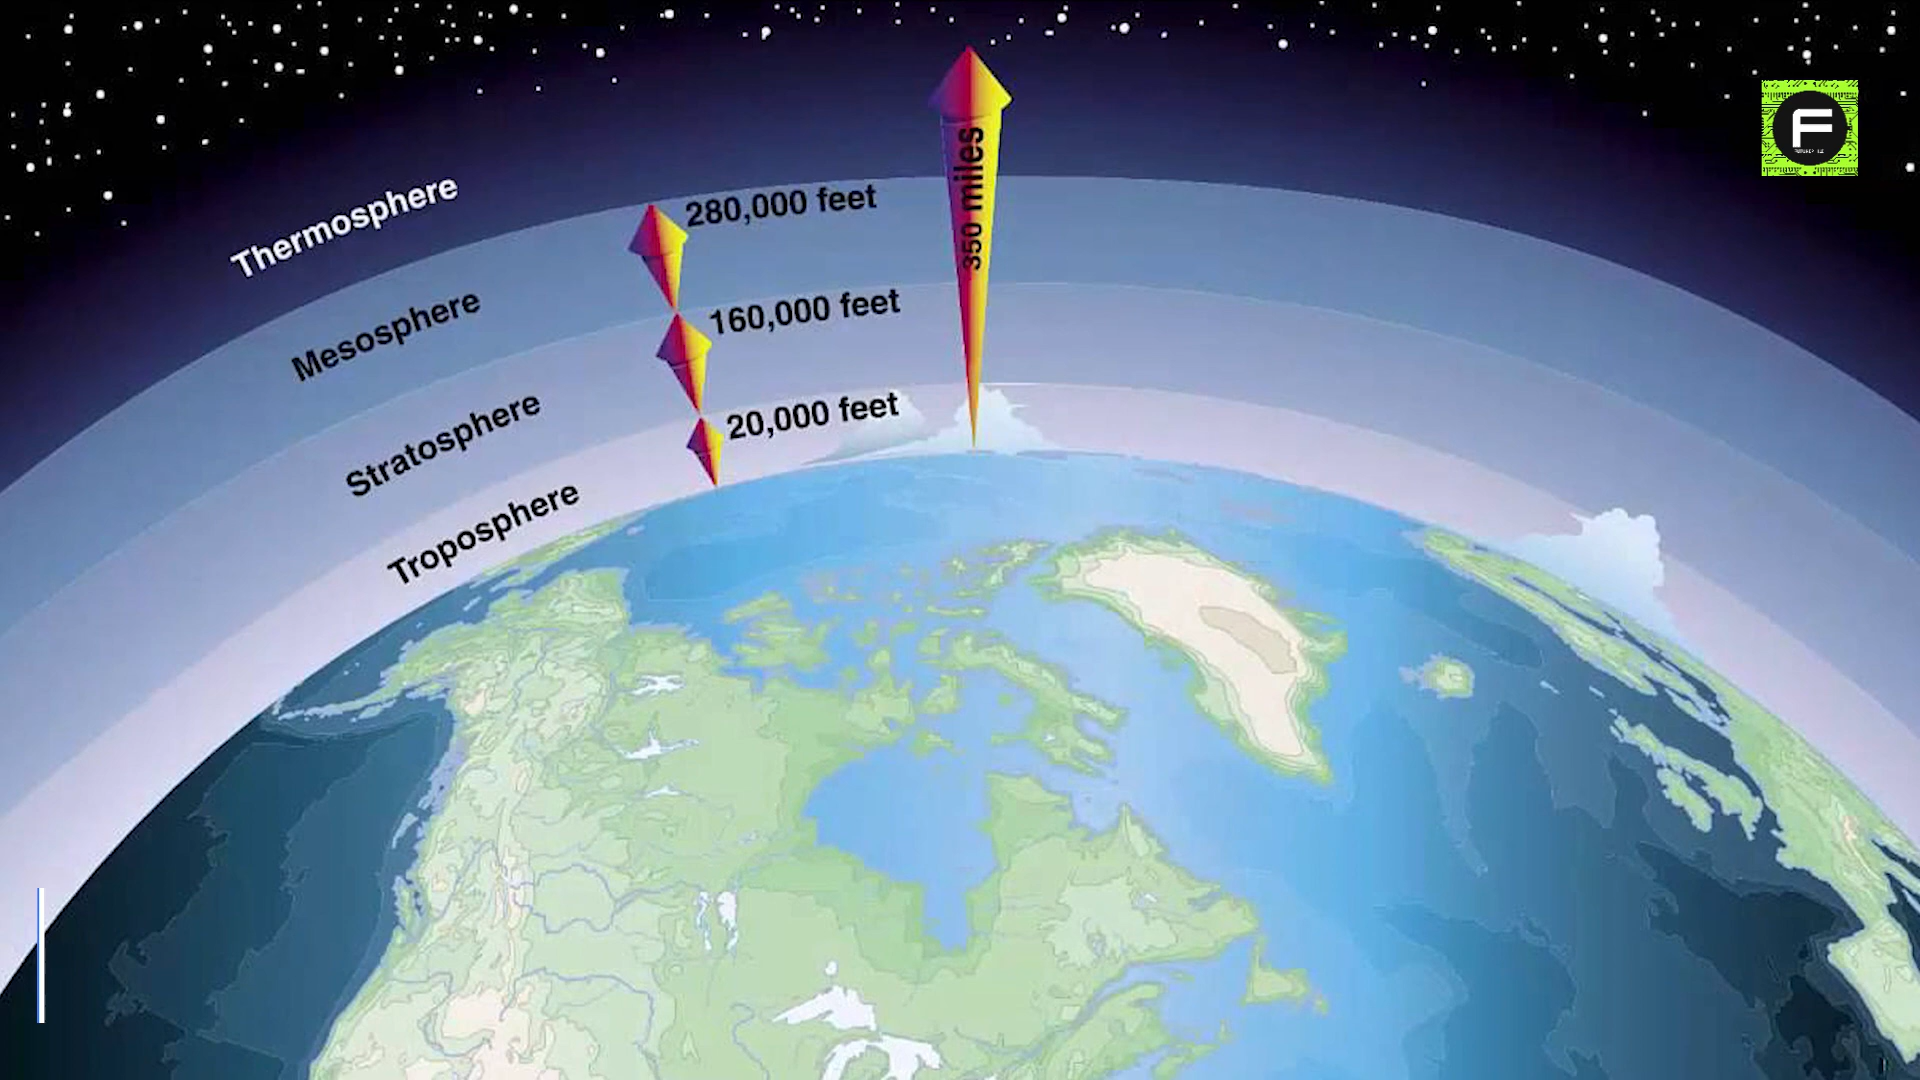 Thermosphere
350 miles
280,000 feet
Mesosphere
160,000 feet
Stratosphere
20,000 feet
Troposphere
F